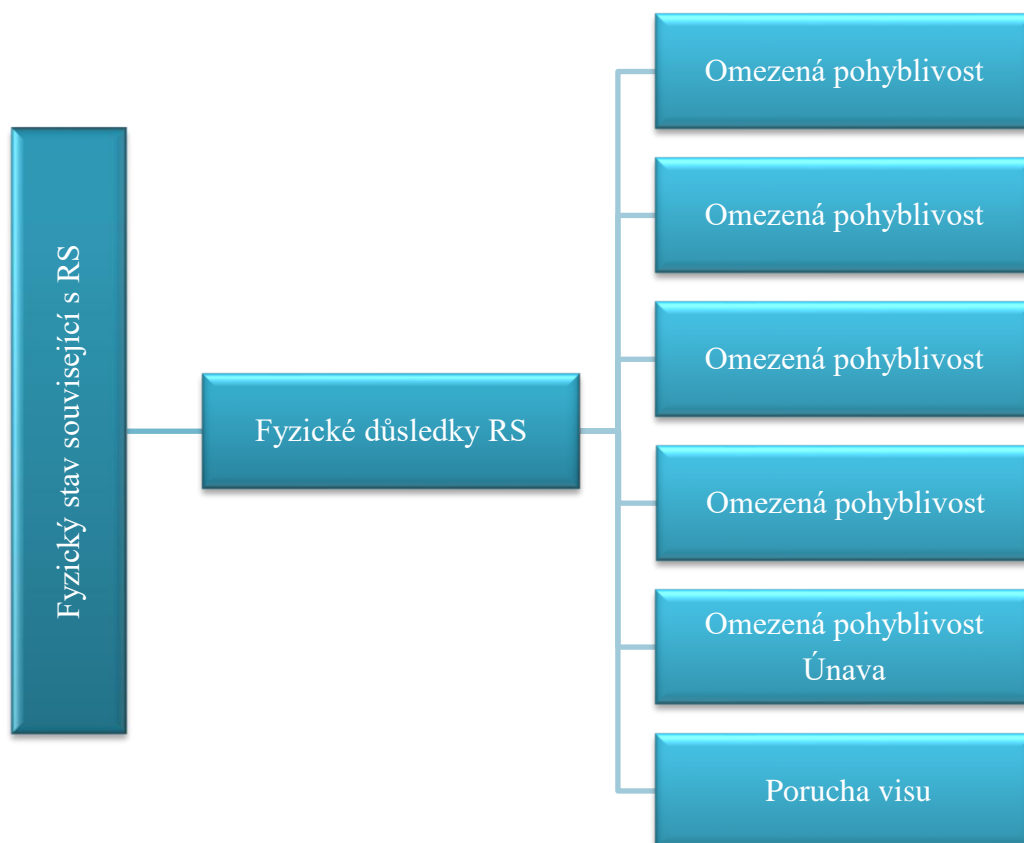 Fyzický stav související s RS
Fyzické důsledky RS
Omezená pohyblivost
Omezená pohyblivost
Omezená pohyblivost
Omezená pohyblivost
Omezená pohyblivost
Únava
Porucha visu